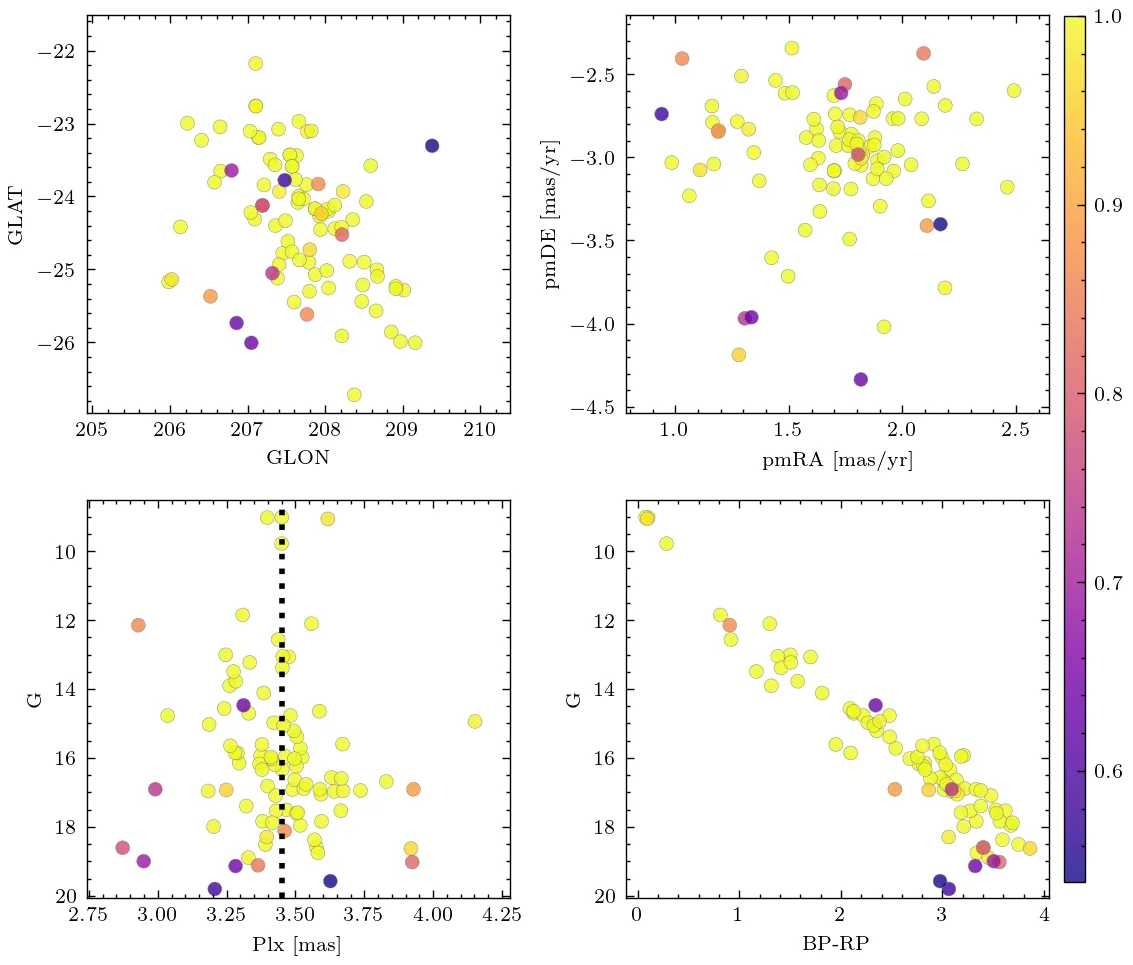 −22
−23
−24
−25
−26
GLAT
205 206 207 208 209 210
GLON
−2.5
−3.0
−3.5
−4.0
−4.5
pmDE [mas/yr]
1.0 1.5 2.0 2.5
pmRA [mas/yr]
1.0
0.9
0.8
0.7
0.6
10
12
14
16
18
20
G
2.75 3.00 3.25 3.50 3.75 4.00 4.25
Plx [mas]
10
12
14
16
18
20
G
0 1 2 3 4
BP-RP